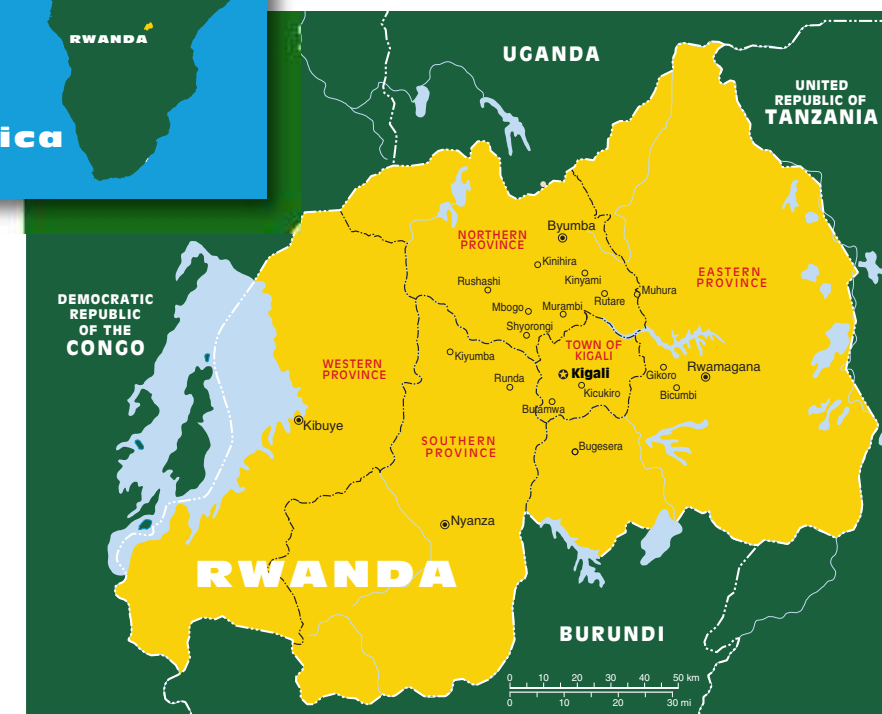 RWANDA
ica
UGANDA
UNITED
REPUBLIC OF
TANZANIA
DEMOCRATIC
REPUBLIC
OF THE
CONGO
NORTHERN
PROVINCE
Byumba
Kinihira
Kinyami
Rushashi
Rutare
Muhura
Mbogo
Murambi
Shyorongi
EASTERN
PROVINCE
TOWN OF
KIGALI
Kigali
Kicukiro
Kiyumba
Runda
Butamwa
Gikoro
Rwamagana
Bicumbi
WESTERN
PROVINCE
Kibuye
SOUTHERN
PROVINCE
Bugesera
Nyanza
RWANDA
BURUNDI
0 10 20 30 40 50 km
0 10 20 30 mi